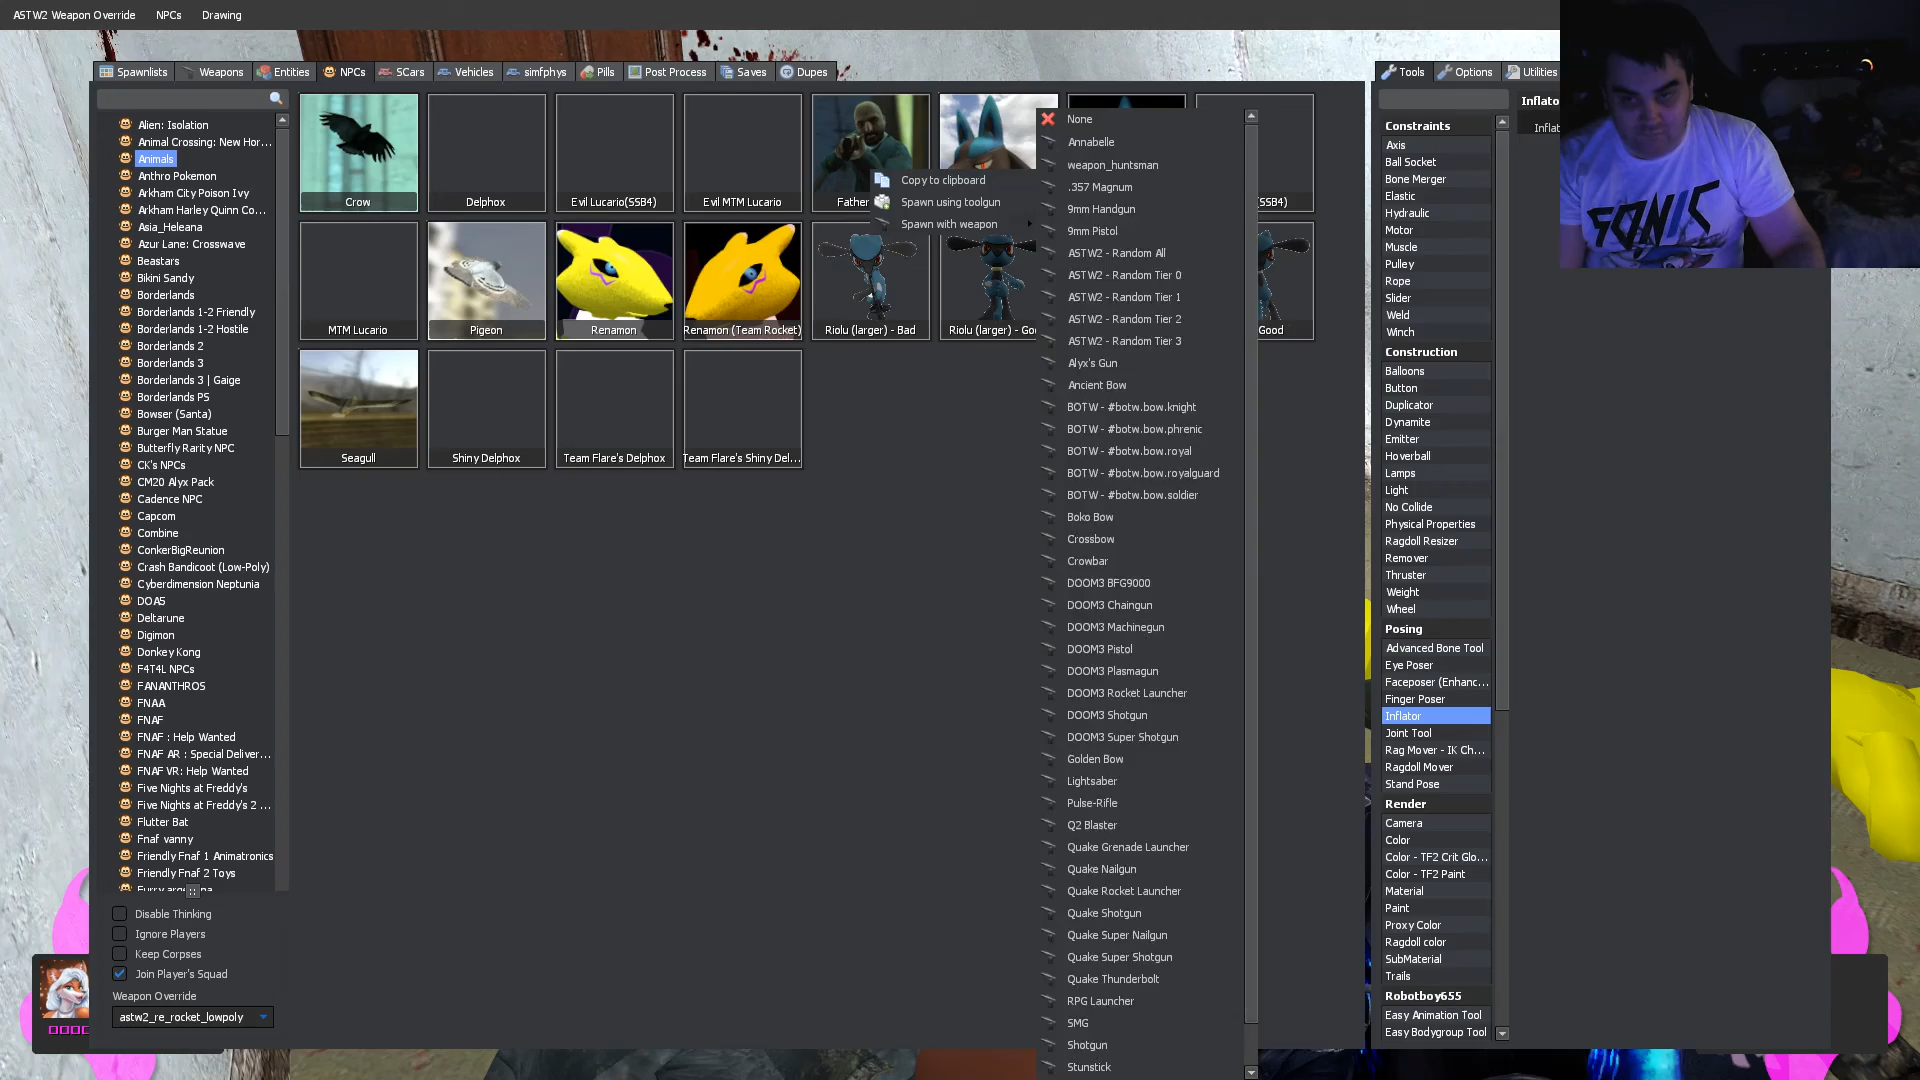 ASTW2 Weapon Override
NPCs
Drawing
Spawnlists
Weapons
Entities
NPCs
SCars
Vehicles
simfphys
Pills
Post Process
Saves
Dupes
Alien: Isolation
Animal Crossing: New Hor...
Animals
Anthro Pokemon
Arkham City Poison Ivy
Arkham Harley Quinn Co...
Asia_Heleana
Azur Lane: Crosswave
Beastars
Bikini Sandy
Borderlands
Borderlands 1-2 Friendly
Borderlands 1-2 Hostile
Borderlands 2
Borderlands 3
Borderlands 3 | Gaige
Borderlands PS
Bowser (Santa)
Burger Man Statue
Butterfly Rarity NPC
CK's NPCs
CM20 Alyx Pack
Cadence NPC
Capcom
Combine
ConkerBigReunion
Crash Bandicoot (Low-Poly)
Cyberdimension Neptunia
DOA5
Deltarune
Digimon
Donkey Kong
F4T4L NPCs
FANANTHROS
FNAA
FNAF
FNAF : Help Wanted
FNAF AR : Special Deliver...
FNAF VR: Help Wanted
Five Nights at Freddy's
Five Nights at Freddy's 2 ...
Flutter Bat
Fnaf vanny
Friendly Fnaf 1 Animatronics
Friendly Fnaf 2 Toys
Disable Thinking
Ignore Players
Keep Corpses
Join Player's Squad
Weapon Override
astw2_re_rocket_lowpoly
Crow
Delphox
Evil Lucario(SSB4)
Evil MTM Lucario
Father
(SSB4)
MTM Lucario
Pigeon
Renamon
Renamon (Team Rocket)
Riolu (larger) - Bad
Riolu (larger) - Goo
Good
Seagull
Shiny Delphox
Team Flare's Delphox
Team Flare's Shiny Del...
Copy to clipboard
Spawn using toolgun
Spawn with weapon
None
Annabelle
weapon_huntsman
.357 Magnum
9mm Handgun
9mm Pistol
ASTW2 - Random All
ASTW2 - Random Tier 0
ASTW2 - Random Tier 1
ASTW2 - Random Tier 2
ASTW2 - Random Tier 3
Alyx's Gun
Ancient Bow
BOTW - #botw.bow.knight
BOTW - #botw.bow.phrenic
BOTW - #botw.bow.royal
BOTW - #botw.bow.royalguard
BOTW - #botw.bow.soldier
Boko Bow
Crossbow
Crowbar
DOOM3 BFG9000
DOOM3 Chaingun
DOOM3 Machinegun
DOOM3 Pistol
DOOM3 Plasmagun
DOOM3 Rocket Launcher
DOOM3 Shotgun
DOOM3 Super Shotgun
Golden Bow
Lightsaber
Pulse-Rifle
Q2 Blaster
Quake Grenade Launcher
Quake Nailgun
Quake Rocket Launcher
Quake Shotgun
Quake Super Nailgun
Quake Super Shotgun
Quake Thunderbolt
RPG Launcher
SMG
Shotgun
Stunstick
Tools
Options
Utilities
Constraints
Axis
Ball Socket
Bone Merger
Elastic
Hydraulic
Motor
Muscle
Pulley
Rope
Slider
Weld
Winch
Construction
Balloons
Button
Duplicator
Dynamite
Emitter
Hoverball
Lamps
Light
No Collide
Physical Properties
Ragdoll Resizer
Remover
Thruster
Weight
Wheel
Posing
Advanced Bone Tool
Eye Poser
Faceposer (Enhanc...
Finger Poser
Inflator
Joint Tool
Rag Mover - IK Ch...
Ragdoll Mover
Stand Pose
Render
Camera
Color
Color - TF2 Crit Glo...
Color - TF2 Paint
Material
Paint
Proxy Color
Ragdoll color
SubMaterial
Trails
Robotboy655
Easy Animation Tool
Easy Bodygroup Tool
Inflato
Inflat
SONIC